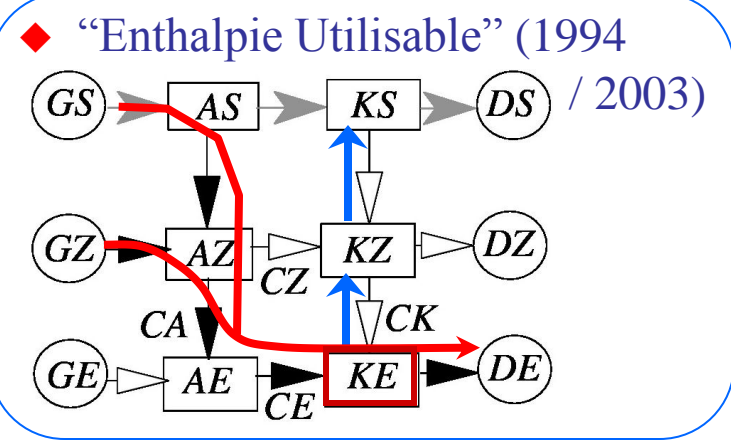 “Enthalpie Utilisable” (1994
/ 2003)
GS AS KS DS
GZ AZ KZ DZ
CZ
CA CK
GE AE KE DE
CE